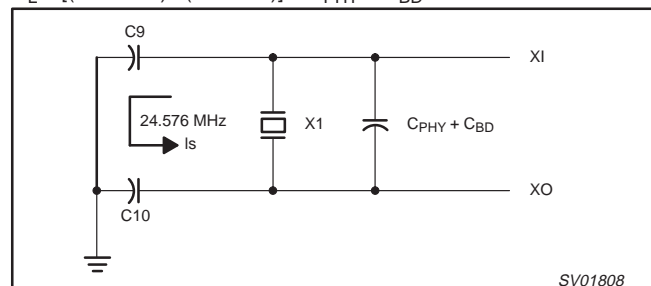 C9
XI
24.576 MHz
X1
CPHY + CBD
Is
XO
C10
SV01808